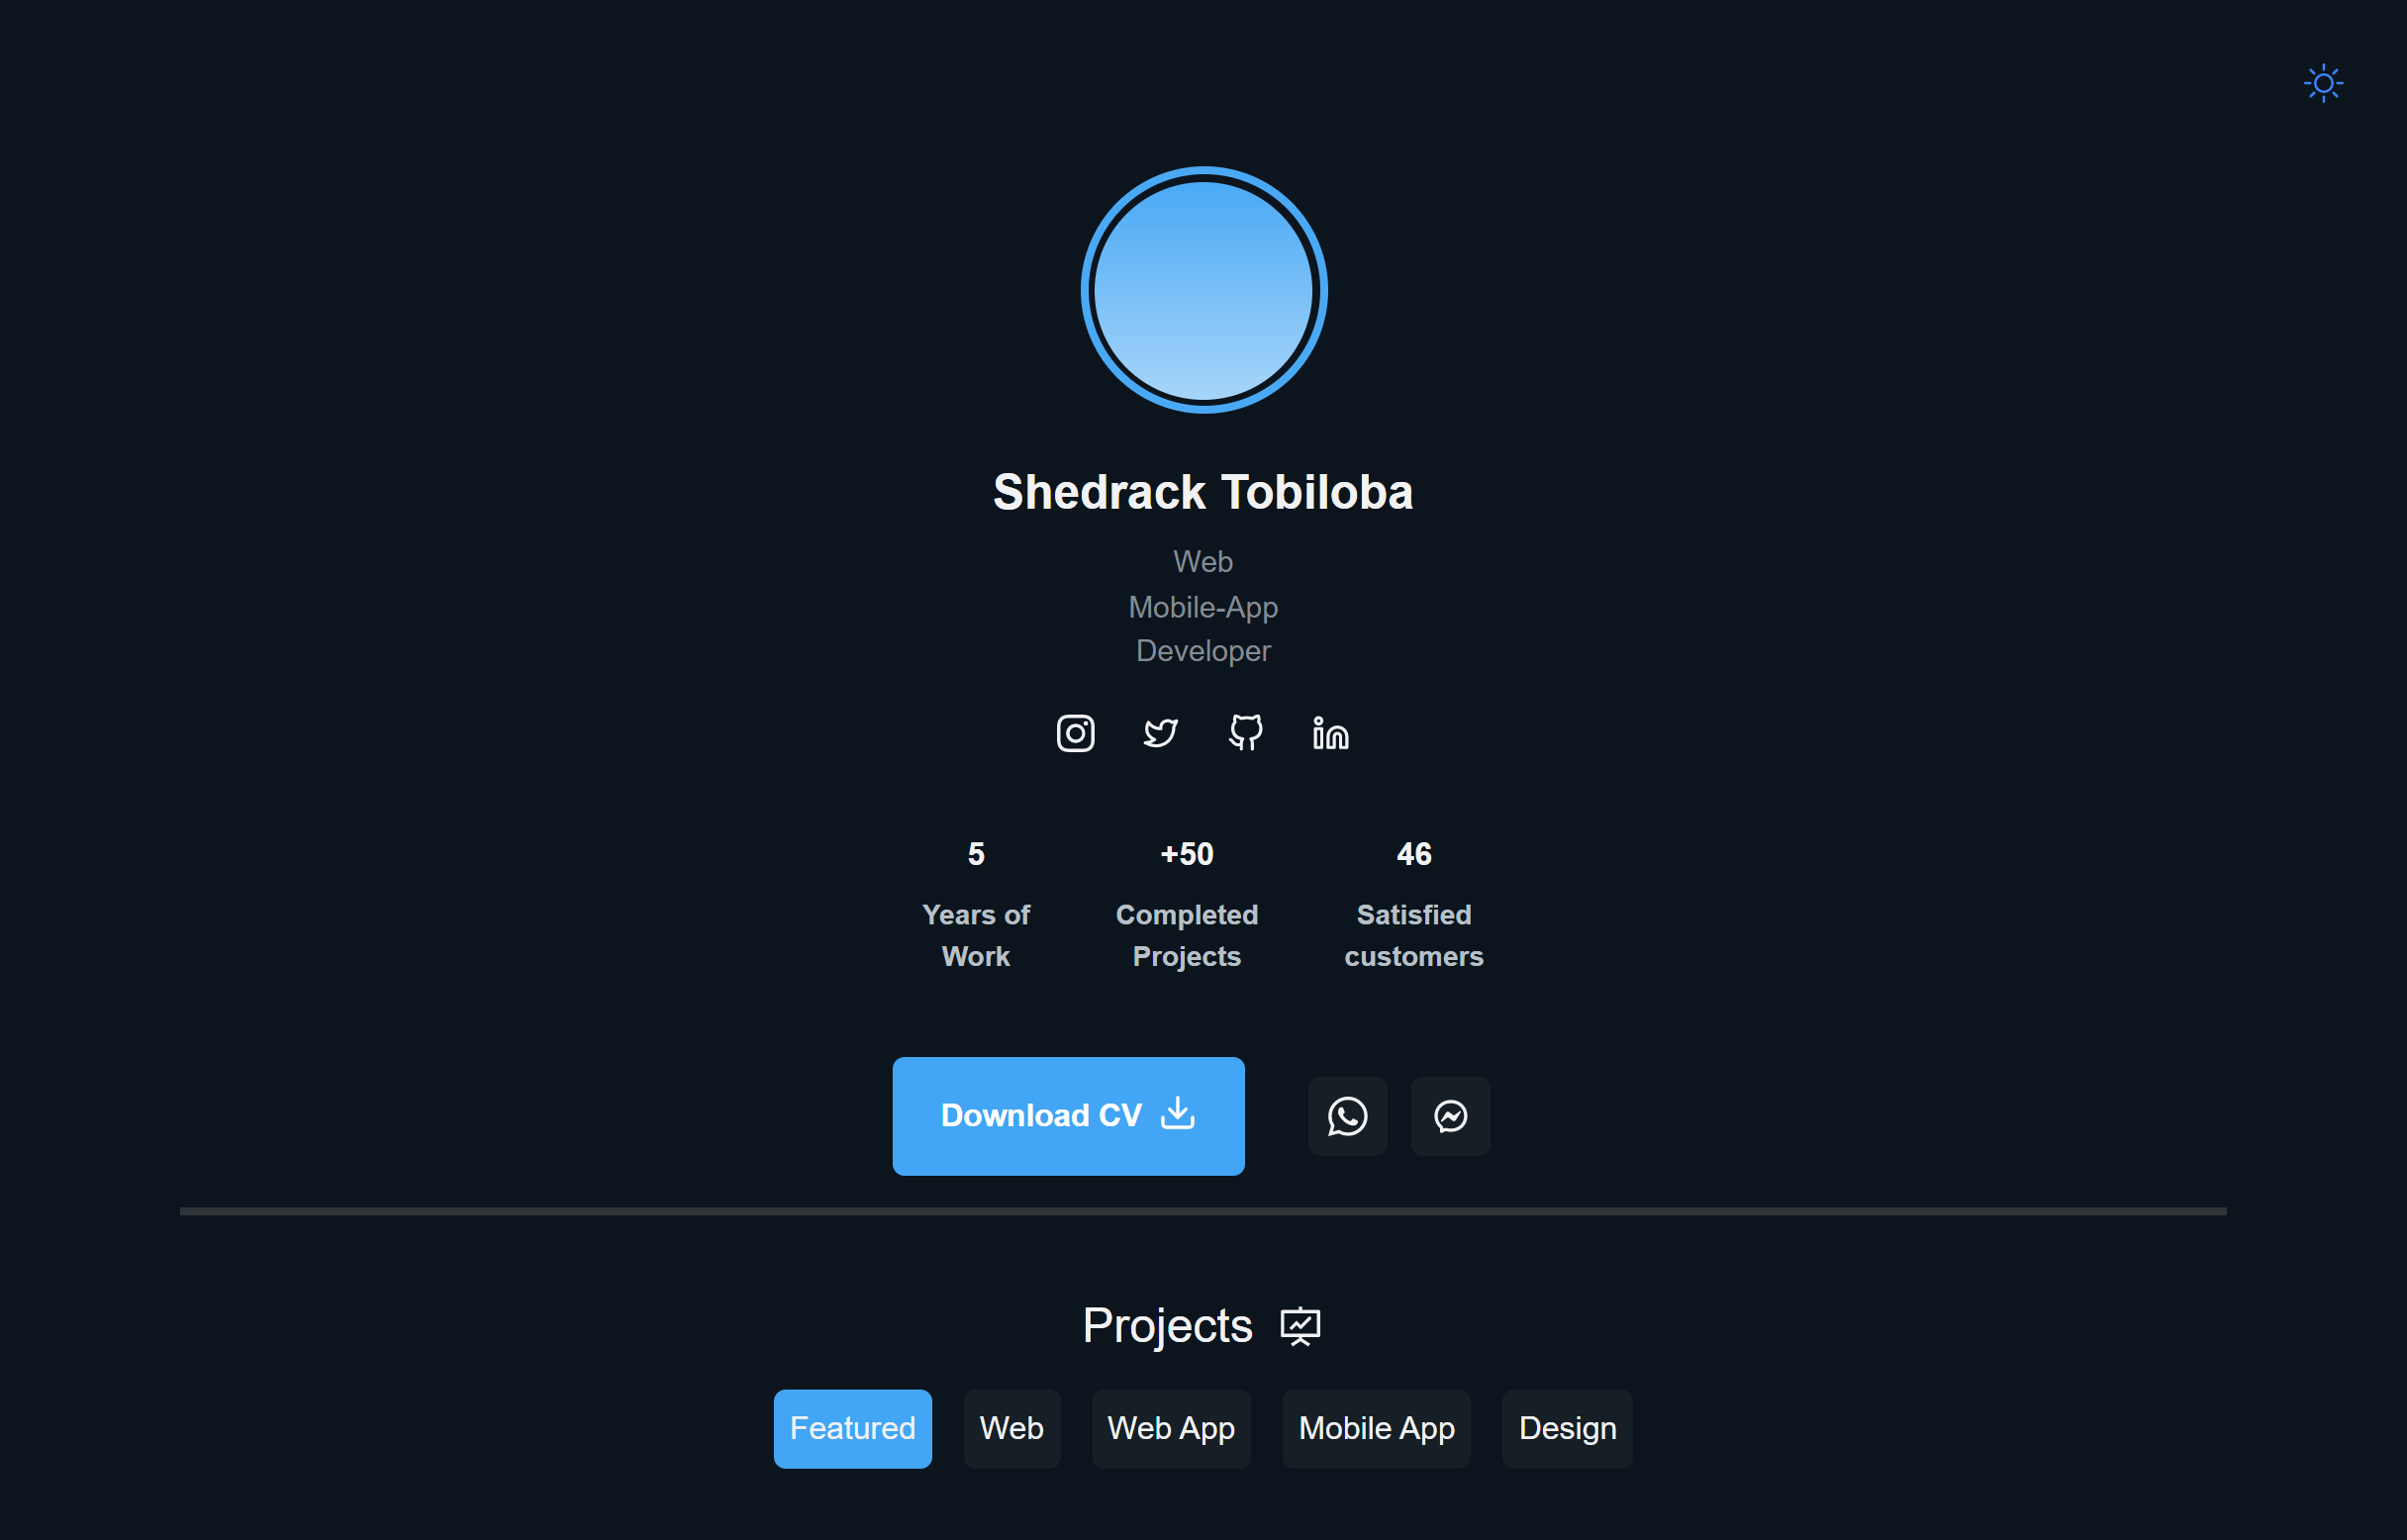 Shedrack Tobiloba
Web
Mobile-App
Developer
5
Years of
Work
+50
Completed
Projects
46
Satisfied
customers
Download CV
Projects
Featured
Web
Web App
Mobile App
Design